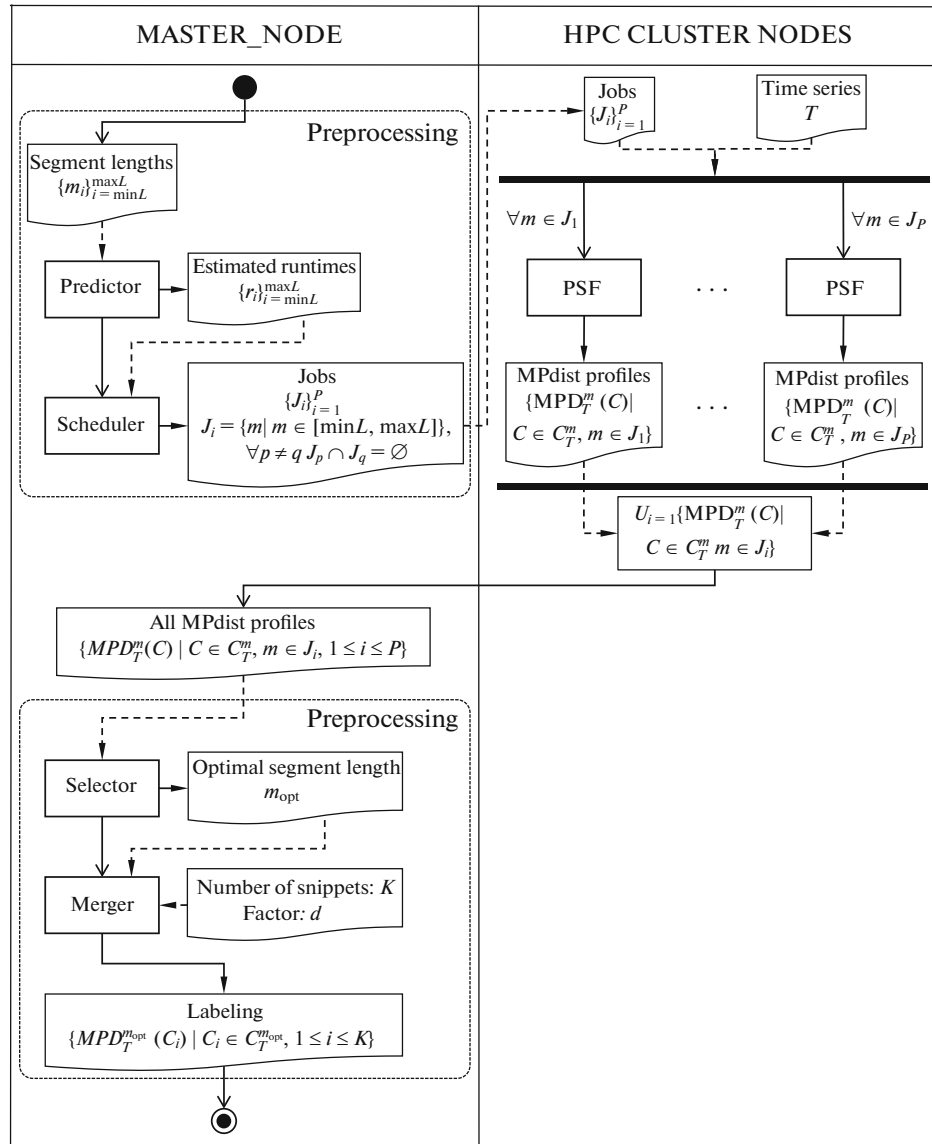 MASTER_NODE
HPC CLUSTER NODES
Preprocessing
Segment lengths
{m_i}_{i = minL}^{maxL}
Predictor
Estimated runtimes
{r_i}_{i = minL}^{maxL}
Scheduler
Jobs
{J_i}_{i=1}^{P}
J_i = {m| m ∈ [minL, maxL]},
∀p ≠ q J_p ∩ J_q = ∅
Jobs
{J_i}_{i=1}^{P}
Time series
T
∀m ∈ J_1
∀m ∈ J_P
PSF
. . .
PSF
MPdist profiles
{MPD_T^m (C)|
C ∈ C_T^m, m ∈ J_1}
. . .
MPdist profiles
{MPD_T^m (C)|
C ∈ C_T^m, m ∈ J_P}
U_{i=1}{MPD_T^m (C)|
C ∈ C_T^m m ∈ J_i}
All MPdist profiles
{MPD_T^m(C) | C ∈ C_T^m, m ∈ J_i, 1 ≤ i ≤ P}
Preprocessing
Selector
Optimal segment length
m_opt
Merger
Number of snippets: K
Factor: d
Labeling
{MPD_T^{m_opt} (C_i) | C_i ∈ C_T^{m_opt}, 1 ≤ i ≤ K}